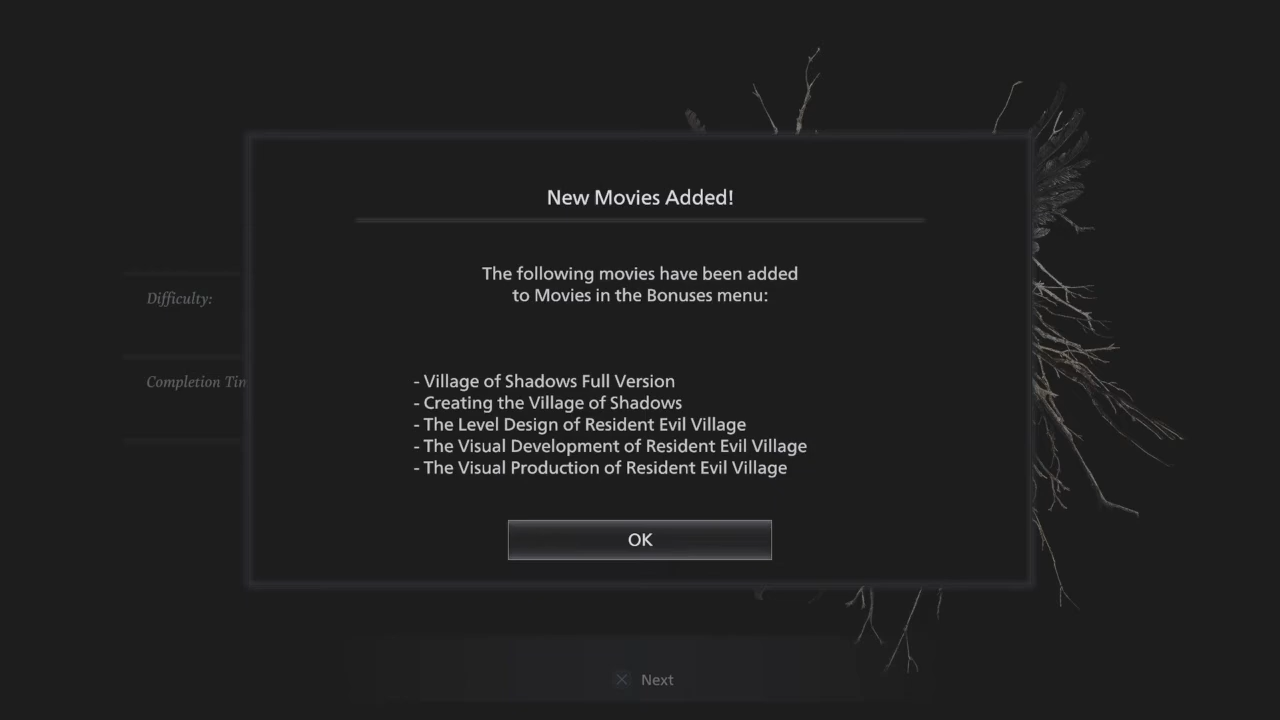 New Movies Added!
The following movies have been added
to Movies in the Bonuses menu:
Difficulty:
Completion
- Village of Shadows Full Version
- Creating the Village of Shadows
- The Level Design of Resident Evil Village
- The Visual Development of Resident Evil Village
- The Visual Production of Resident Evil Village
OK
Next